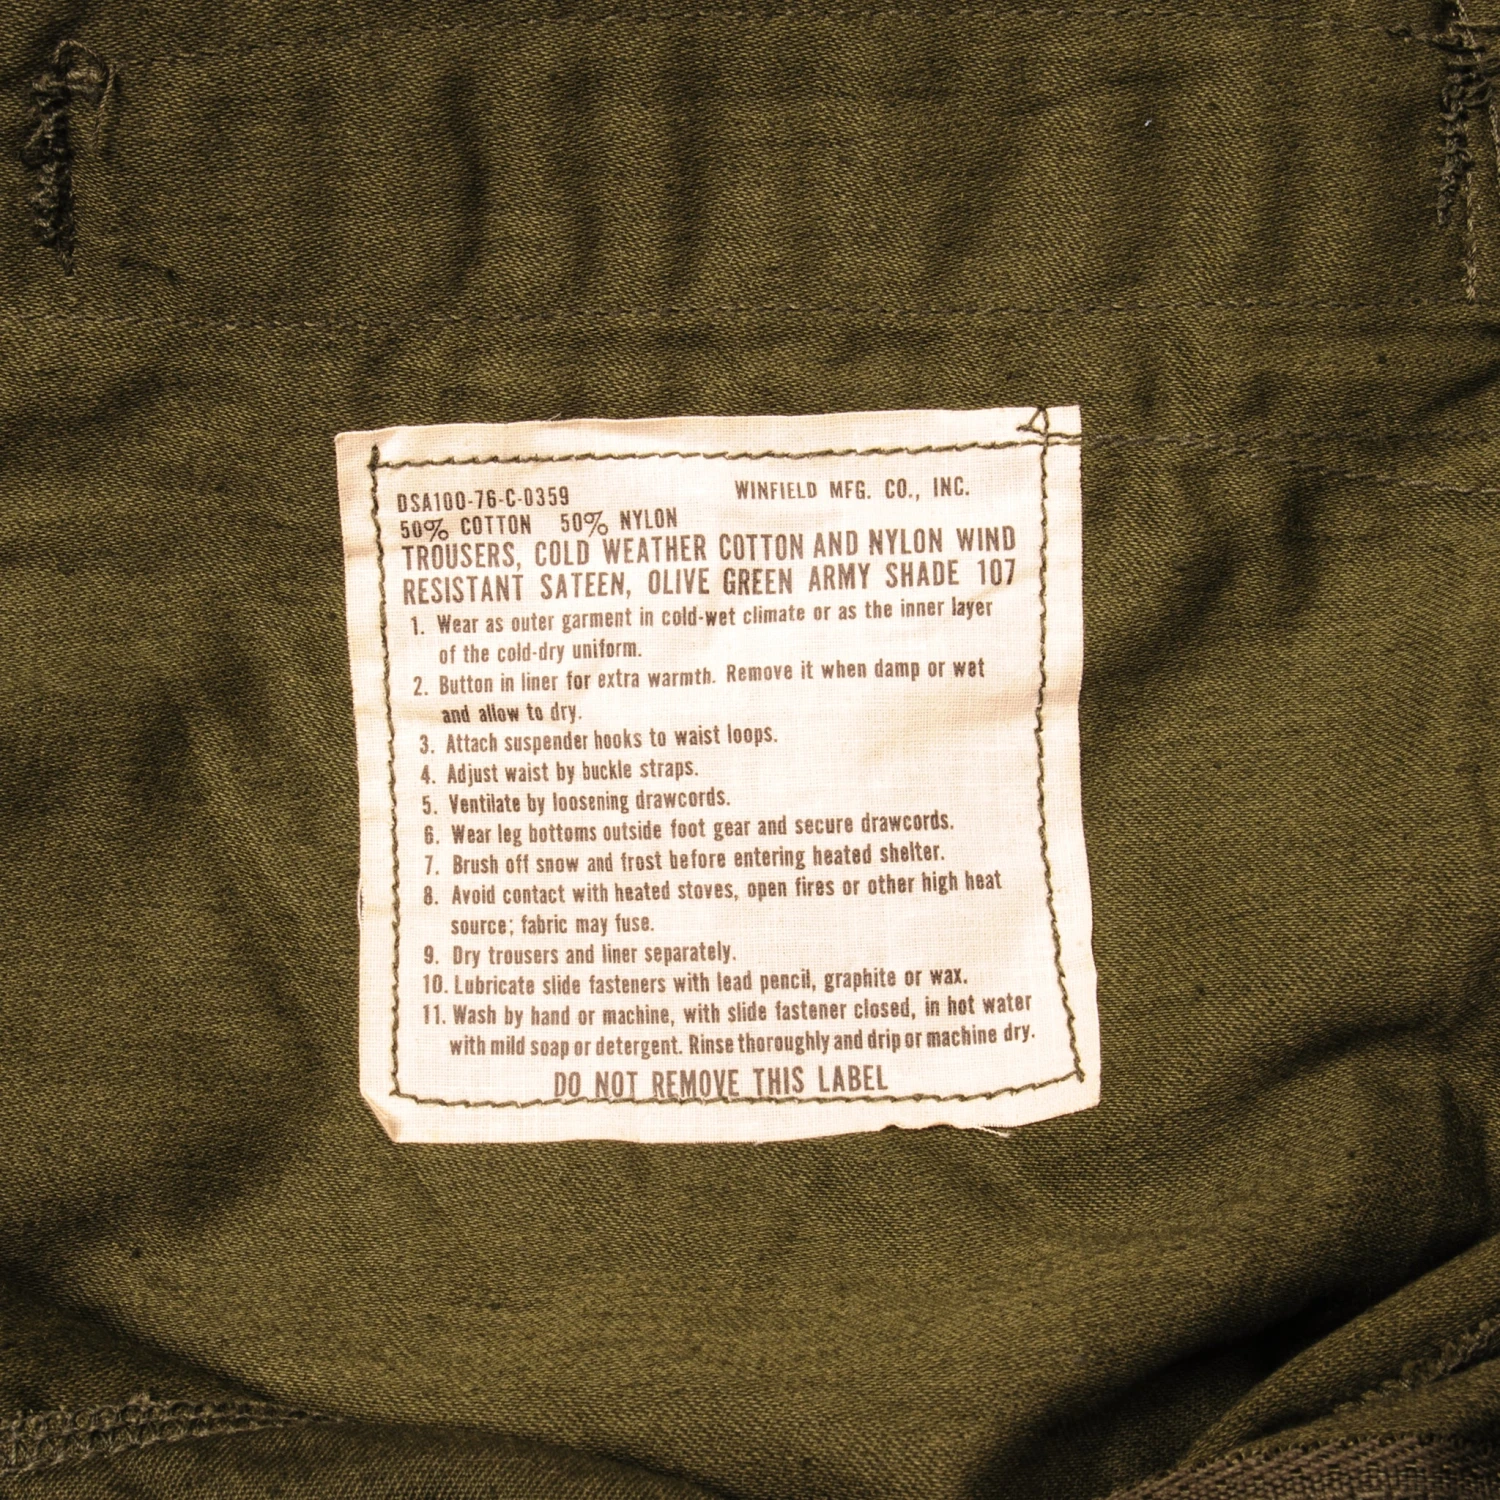 DSA100-76-C-0359 WINFIELD MFG. CO., INC.
50% COTTON 50% NYLON
TROUSERS, COLD WEATHER COTTON AND NYLON WIND
RESISTANT SATEEN, OLIVE GREEN ARMY SHADE 107
1. Wear as outer garment in cold-wet climate or as the inner layer
of the cold-dry uniform.
2. Button in liner for extra warmth. Remove it when damp or wet
and allow to dry.
3. Attach suspender hooks to waist loops.
4. Adjust waist by buckle straps.
5. Ventilate by loosening drawcords.
6. Wear leg bottoms outside foot gear and secure drawcords.
7. Brush off snow and frost before entering heated shelter.
8. Avoid contact with heated stoves, open fires or other high heat
source; fabric may fuse.
9. Dry trousers and liner separately.
10. Lubricate slide fasteners with lead pencil, graphite or wax.
11. Wash by hand or machine, with slide fastener closed, in hot water
with mild soap or detergent. Rinse thoroughly and drip or machine dry.
DO NOT REMOVE THIS LABEL